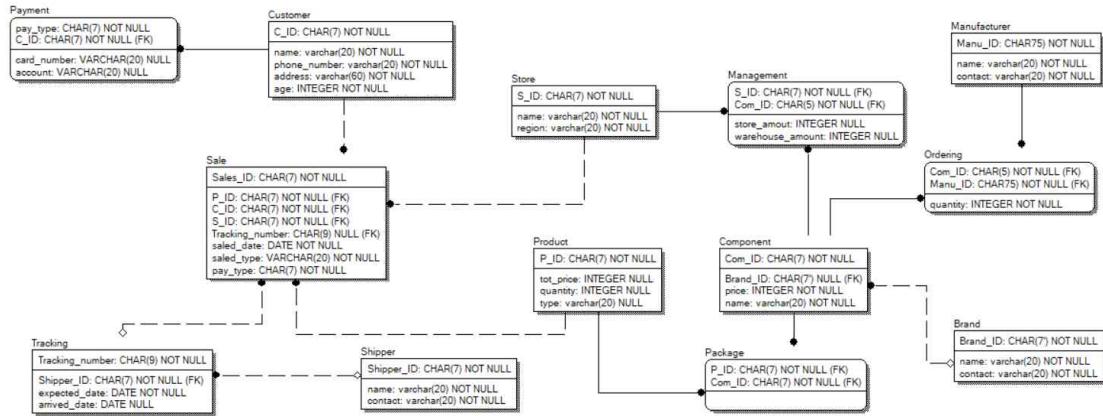 Payment
pay_type: CHAR(7) NOT NULL
C_ID: CHAR(7) NOT NULL (FK)
card_number: VARCHAR(20) NULL
account: VARCHAR(20) NULL
Customer
C_ID: CHAR(7) NOT NULL
name: varchar(20) NOT NULL
phone_number: varchar(20) NOT NULL
address: varchar(60) NOT NULL
age: INTEGER NOT NULL
Store
S_ID: CHAR(7) NOT NULL
name: varchar(20) NOT NULL
region: varchar(20) NOT NULL
Management
S_ID: CHAR(7) NOT NULL (FK)
Com_ID: CHAR(5) NOT NULL (FK)
store_amout: INTEGER NULL
warehouse_amount: INTEGER NULL
Manufacturer
Manu_ID: CHAR75) NOT NULL
name: varchar(20) NOT NULL
contact: varchar(20) NOT NULL
Ordering
Com_ID: CHAR(5) NOT NULL (FK)
Manu_ID: CHAR75) NOT NULL (FK)
quantity: INTEGER NOT NULL
Sale
Sales_ID: CHAR(7) NOT NULL
P_ID: CHAR(7) NOT NULL (FK)
C_ID: CHAR(7) NOT NULL (FK)
S_ID: CHAR(7) NOT NULL (FK)
Tracking_number: CHAR(9) NULL (FK)
saled_date: DATE NOT NULL
saled_type: VARCHAR(20) NOT NULL
pay_type: CHAR(7) NOT NULL
Product
P_ID: CHAR(7) NOT NULL
tot_price: INTEGER NULL
quantity: INTEGER NULL
type: varchar(20) NULL
Component
Com_ID: CHAR(7) NOT NULL
Brand_ID: CHAR(7') NULL (FK)
price: INTEGER NOT NULL
name: varchar(20) NOT NULL
Tracking
Tracking_number: CHAR(9) NOT NULL
Shipper_ID: CHAR(7) NOT NULL (FK)
expected_date: DATE NOT NULL
arrived_date: DATE NULL
Shipper
Shipper_ID: CHAR(7) NOT NULL
name: varchar(20) NOT NULL
contact: varchar(20) NOT NULL
Package
P_ID: CHAR(7) NOT NULL (FK)
Com_ID: CHAR(7) NOT NULL (FK)
Brand
Brand_ID: CHAR(7') NOT NULL
name: varchar(20) NOT NULL
contact: varchar(20) NOT NULL